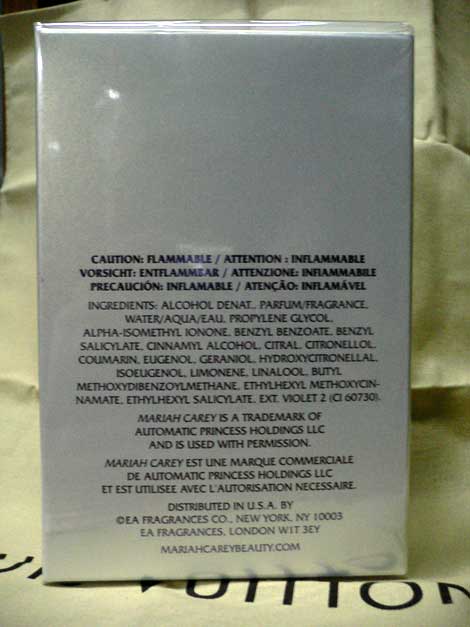 CAUTION: FLAMMABLE / ATTENTION : INFLAMMABLE
VORSICHT: ENTFLAMMBAR / ATTENZIONE: INFIAMMABILE
PRECAUCIÓN: INFLAMABLE / ATENÇÃO: INFLAMÁVEL
INGREDIENTS: ALCOHOL DENAT., PARFUM/FRAGRANCE,
WATER/AQUA/EAU, PROPYLENE GLYCOL,
ALPHA-ISOMETHYL IONONE, BENZYL BENZOATE, BENZYL
SALICYLATE, CINNAMYL ALCOHOL, CITRAL, CITRONELLOL,
COUMARIN, EUGENOL, GERANIOL, HYDROXYCITRONELLAL,
ISOEUGENOL, LIMONENE, LINALOOL, BUTYL
METHOXYDIBENZOYLMETHANE, ETHYLHEXYL METHOXYCIN-
NAMATE, ETHYLHEXYL SALICYLATE, EXT. VIOLET 2 (CI 60730).
MARIAH CAREY IS A TRADEMARK OF
AUTOMATIC PRINCESS HOLDINGS LLC
AND IS USED WITH PERMISSION.
MARIAH CAREY EST UNE MARQUE COMMERCIALE
DE AUTOMATIC PRINCESS HOLDINGS LLC
ET EST UTILISEE AVEC L'AUTORISATION NECESSAIRE.
DISTRIBUTED IN U.S.A. BY
©EA FRAGRANCES CO., NEW YORK, NY 10003
EA FRAGRANCES, LONDON W1T 3EY
MARIAHCAREYBEAUTY.COM
VUITTON